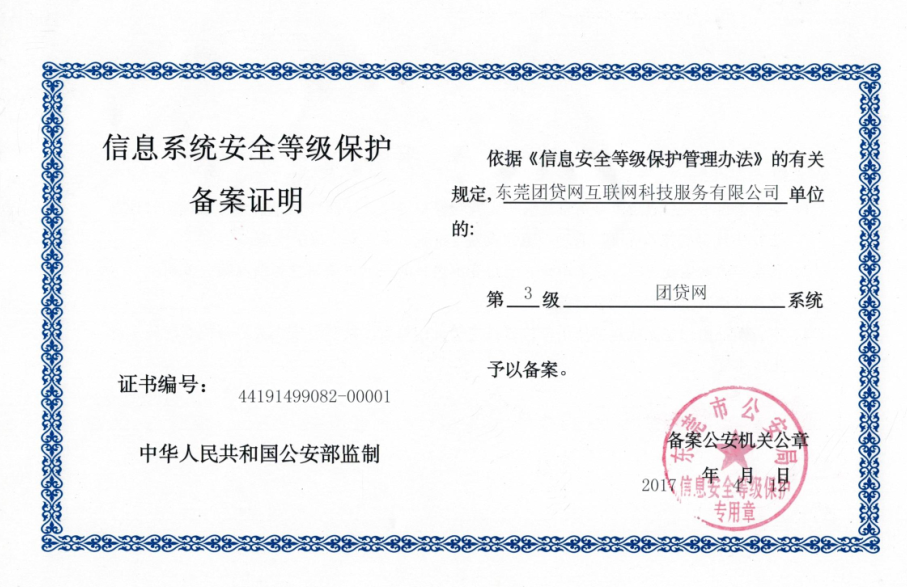 信息系统安全等级保护
备案证明
证书编号：
44191499082-00001
中华人民共和国公安部监制
依据《信息安全等级保护管理办法》的有关
规定,东莞团贷网互联网科技服务有限公司单位
的:
第 3 级 团贷网 系统
予以备案。
东莞市公安局
备案公安机关公章
2017 年 4 月 12 日
信息安全等级保护
专用章